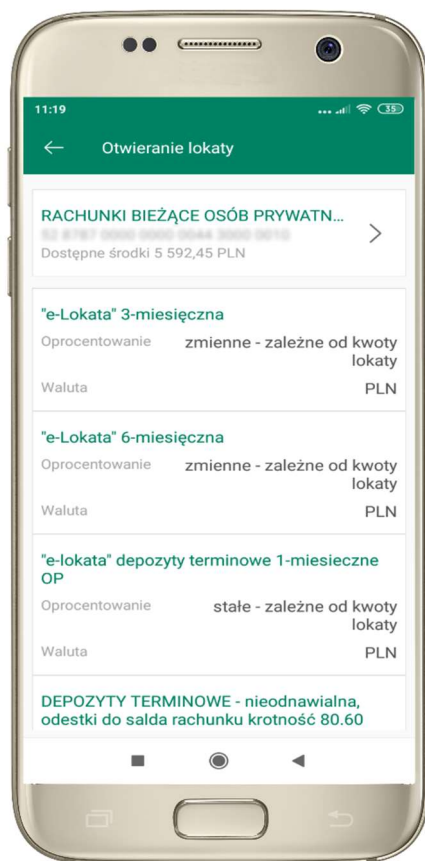 11:19
35
Otwieranie lokaty
RACHUNKI BIEŻĄCE OSÓB PRYWATN...
Dostępne środki 5 592,45 PLN
"e-Lokata" 3-miesięczna
Oprocentowanie zmienne - zależne od kwoty
lokaty
Waluta PLN
"e-Lokata" 6-miesięczna
Oprocentowanie zmienne - zależne od kwoty
lokaty
Waluta PLN
"e-lokata" depozyty terminowe 1-miesieczne
OP
Oprocentowanie stałe - zależne od kwoty
lokaty
Waluta PLN
DEPOZYTY TERMINOWE - nieodnawialna,
odestki do salda rachunku krotność 80.60